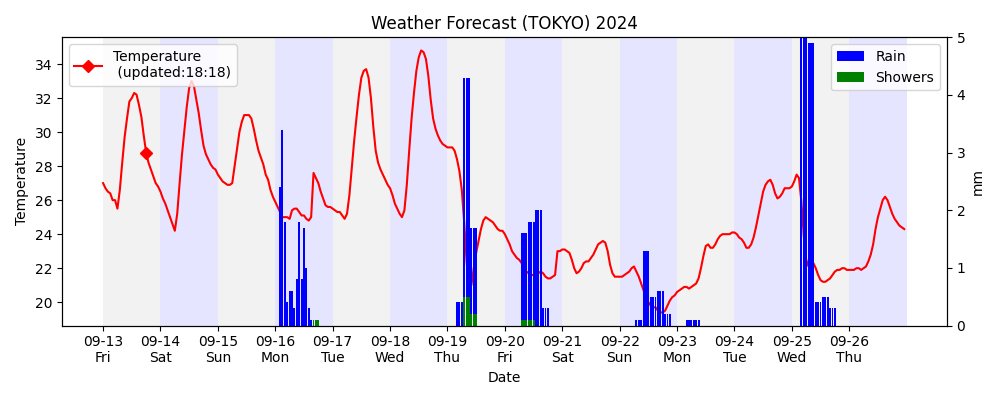 Weather Forecast (TOKYO) 2024
Temperature
(updated:18:18)
Rain
Showers
Temperature
34
32
30
28
26
24
22
20
5
4
3
2
1
0
mm
09-13 09-14 09-15 09-16 09-17 09-18 09-19 09-20 09-21 09-22 09-23 09-24 09-25 09-26
Fri Sat Sun Mon Tue Wed Thu Fri Sat Sun Mon Tue Wed Thu
Date